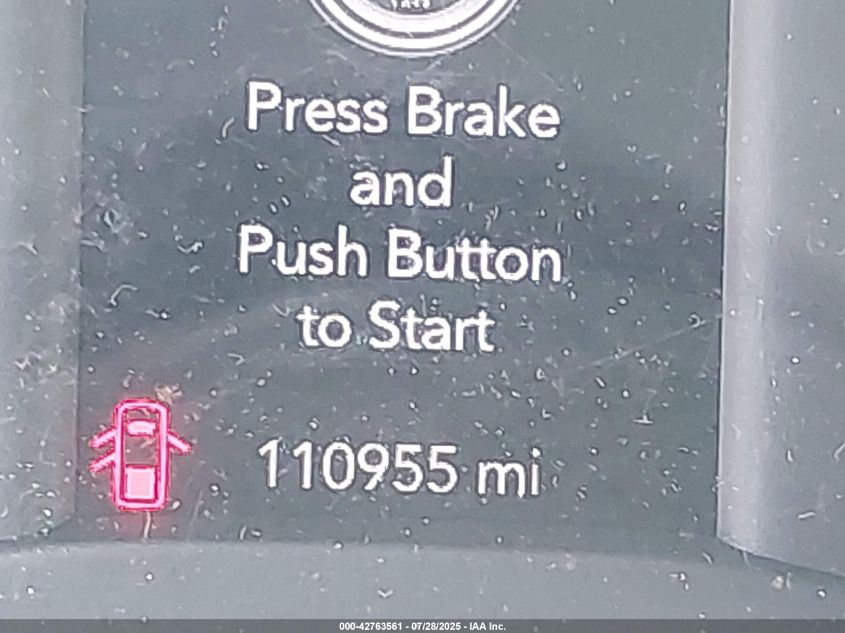 Press Brake
and
Push Button
to Start
110955 mi
000-42763561 - 07/28/2025 - IAA Inc.